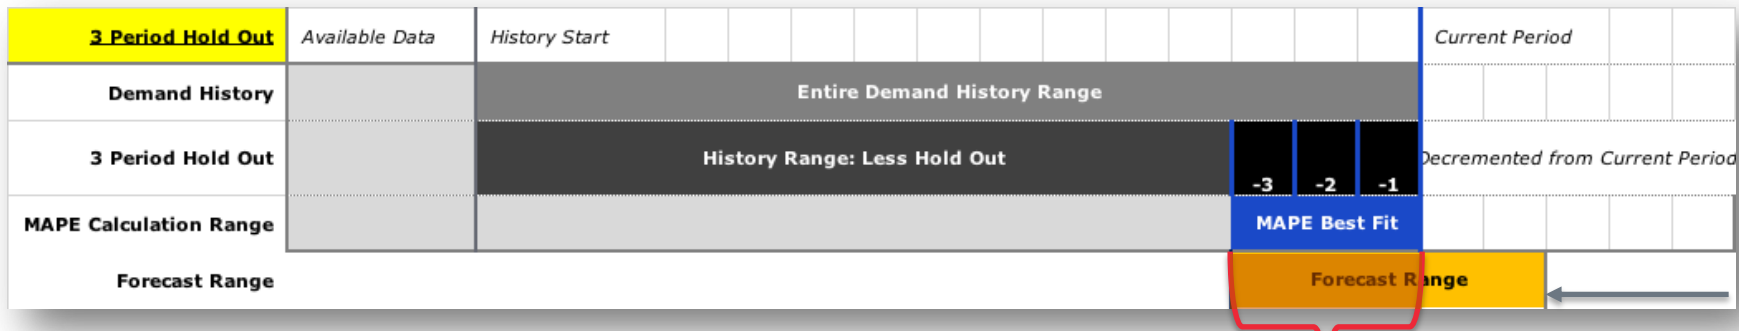 3 Period Hold Out Available Data History Start Current Period
Demand History Entire Demand History Range
3 Period Hold Out History Range: Less Hold Out -3 -2 -1 Decremented from Current Period
MAPE Calculation Range MAPE Best Fit
Forecast Range Forecast Range